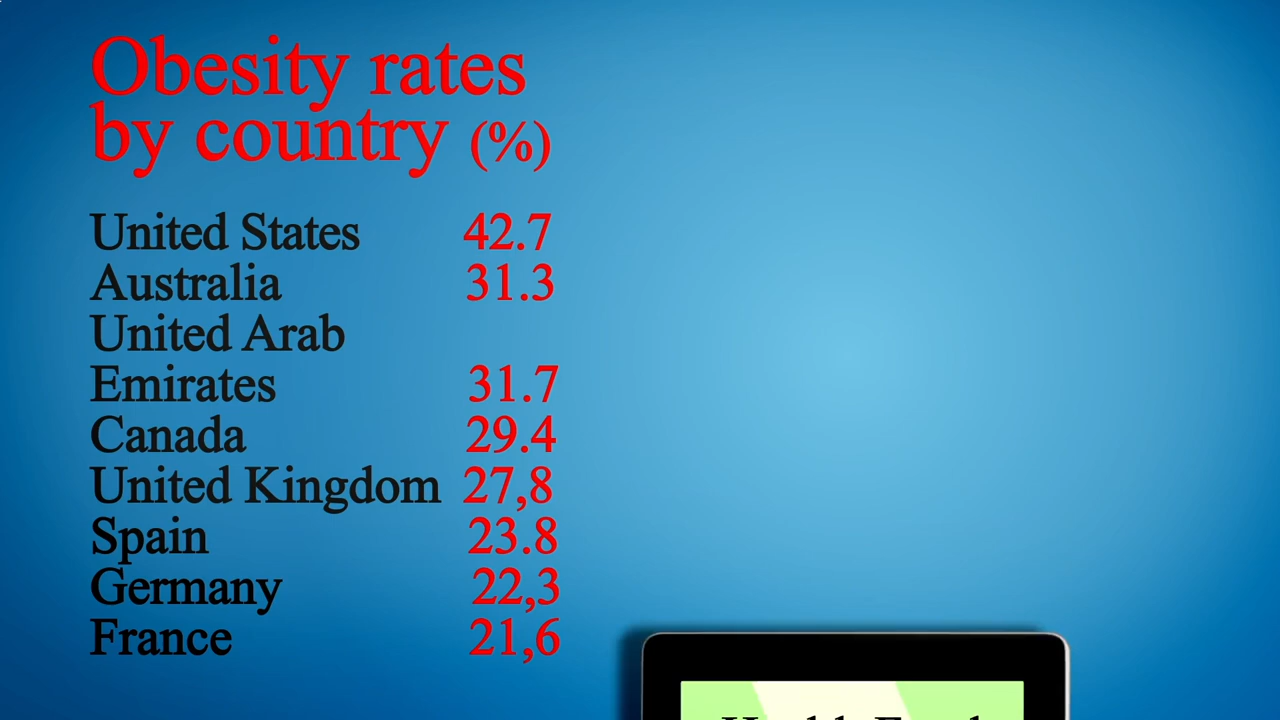 Obesity rates
by country (%)
United States 42.7
Australia 31.3
United Arab
Emirates 31.7
Canada 29.4
United Kingdom 27,8
Spain 23.8
Germany 22,3
France 21,6